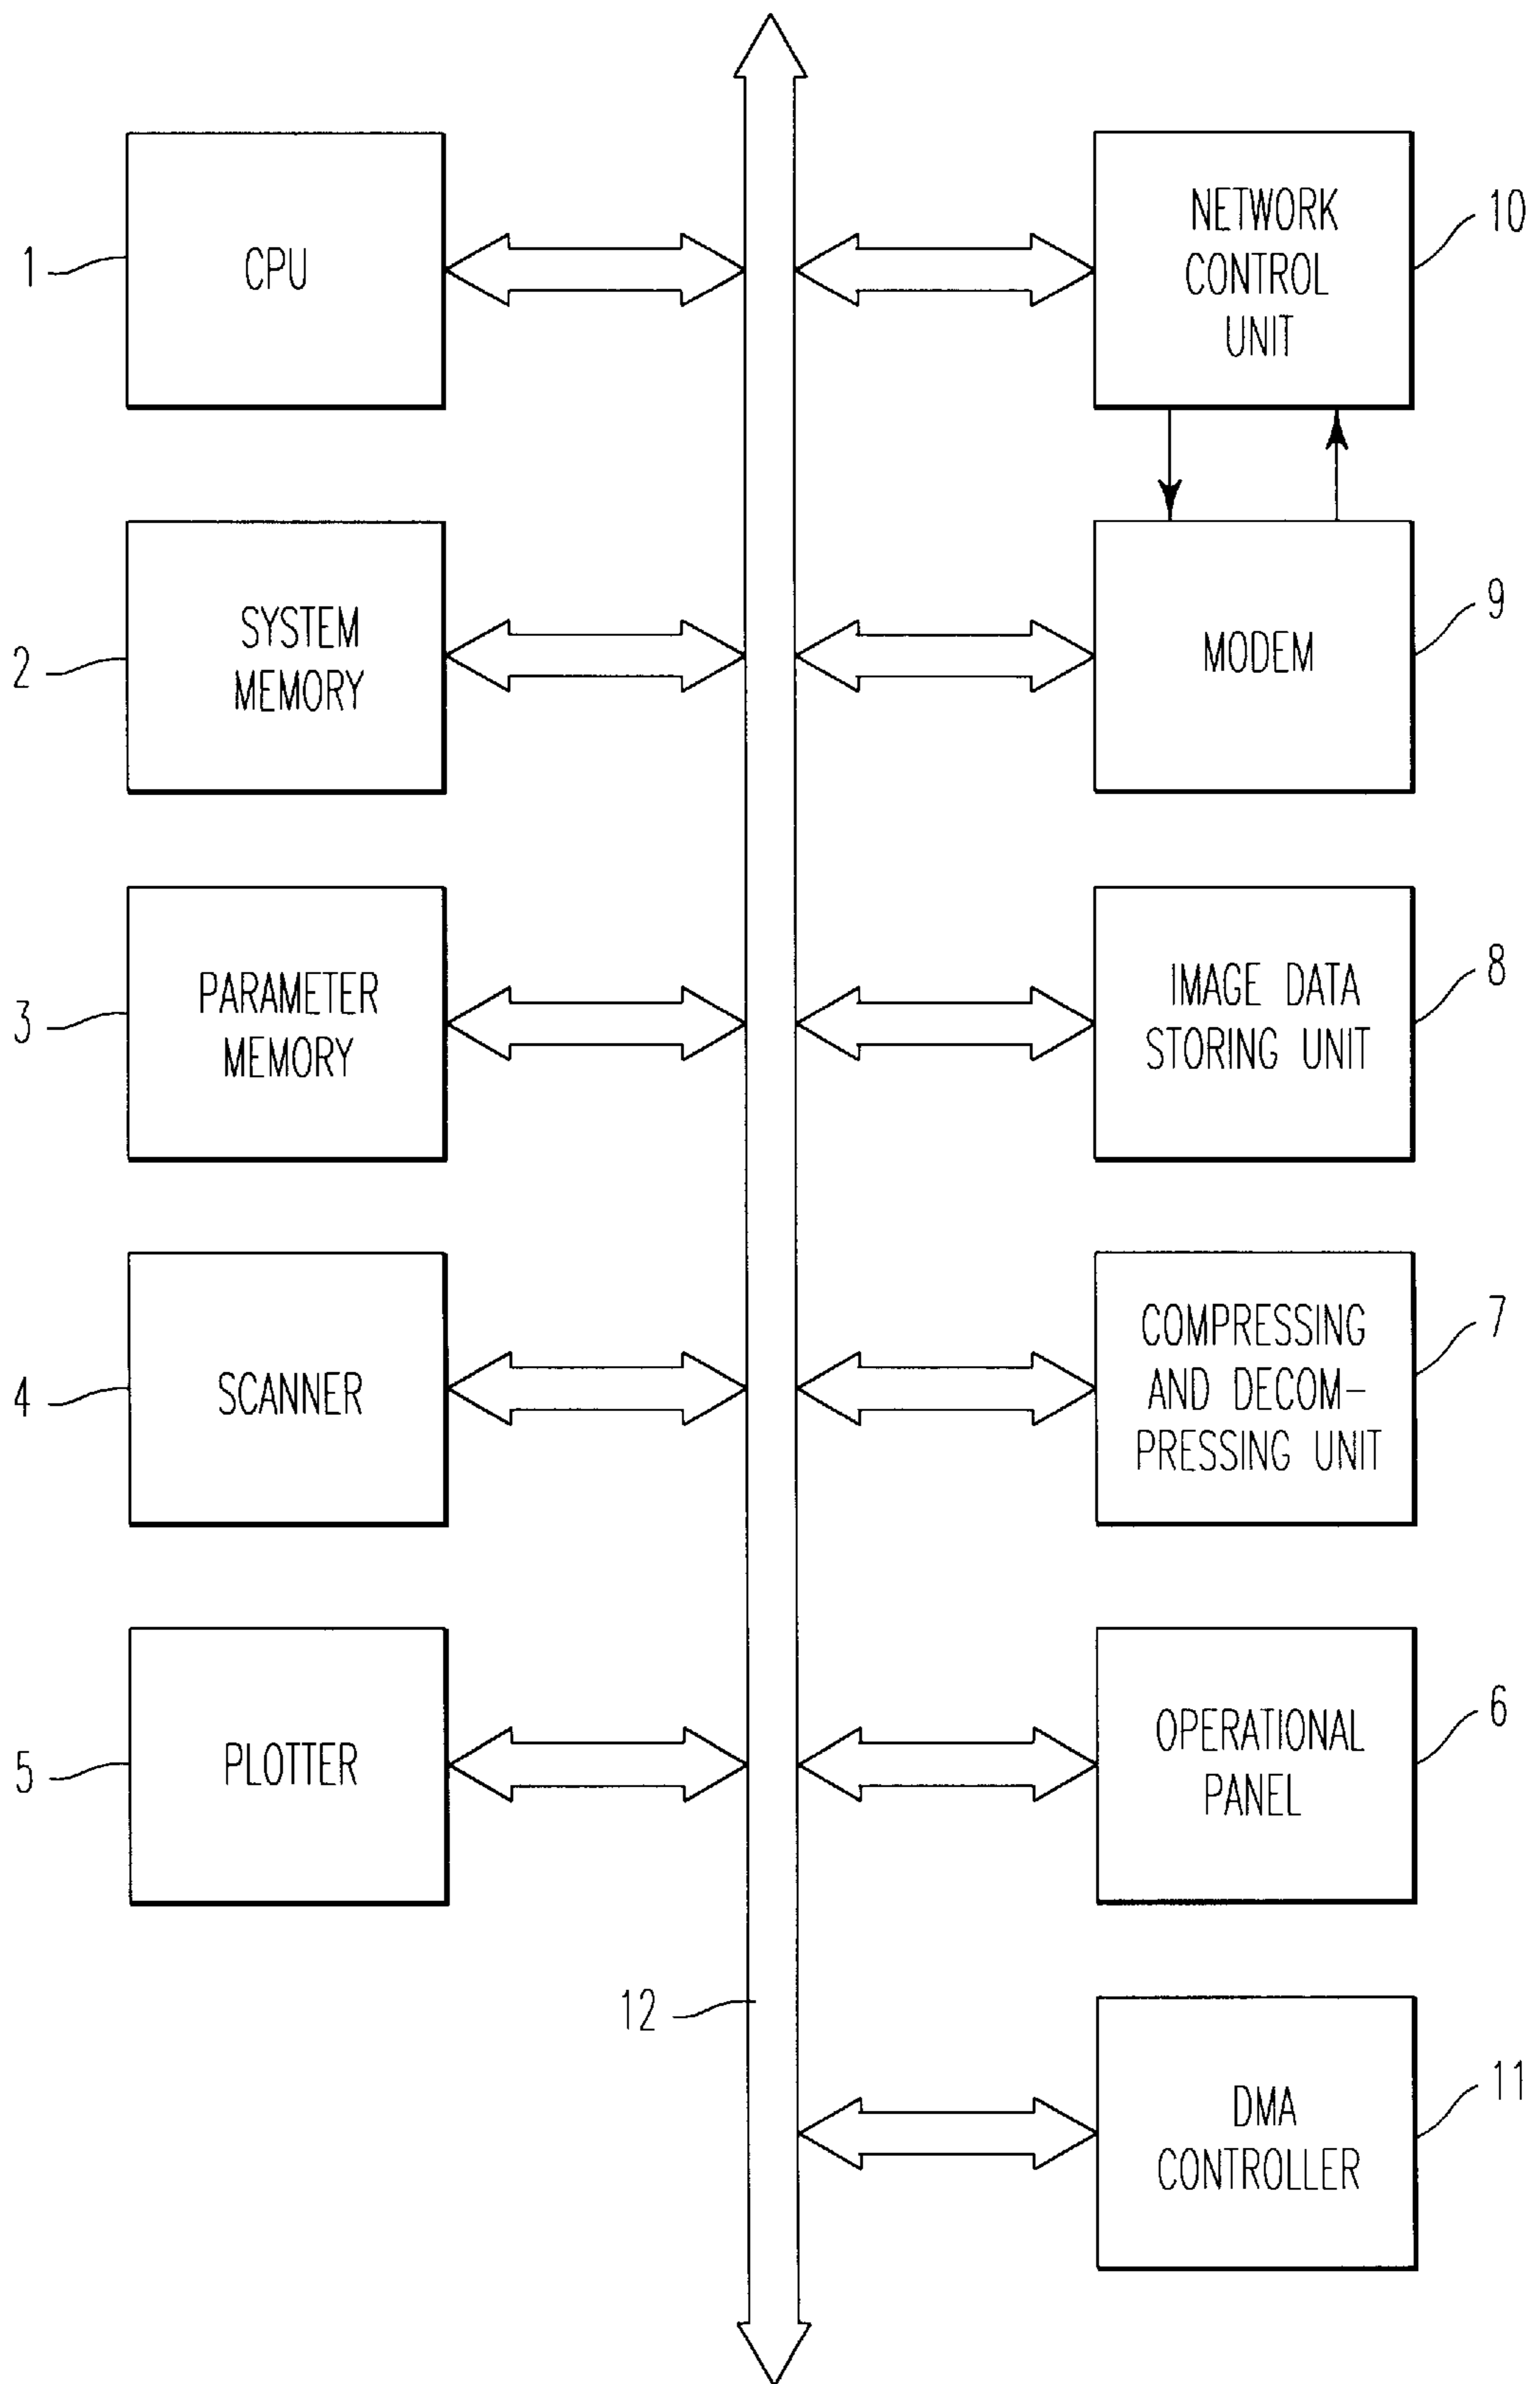 1
CPU
NETWORK
CONTROL
UNIT
10
2
SYSTEM
MEMORY
MODEM
9
3
PARAMETER
MEMORY
IMAGE DATA
STORING UNIT
8
4
SCANNER
COMPRESSING
AND DECOM-
PRESSING UNIT
7
5
PLOTTER
OPERATIONAL
PANEL
6
12
DMA
CONTROLLER
11